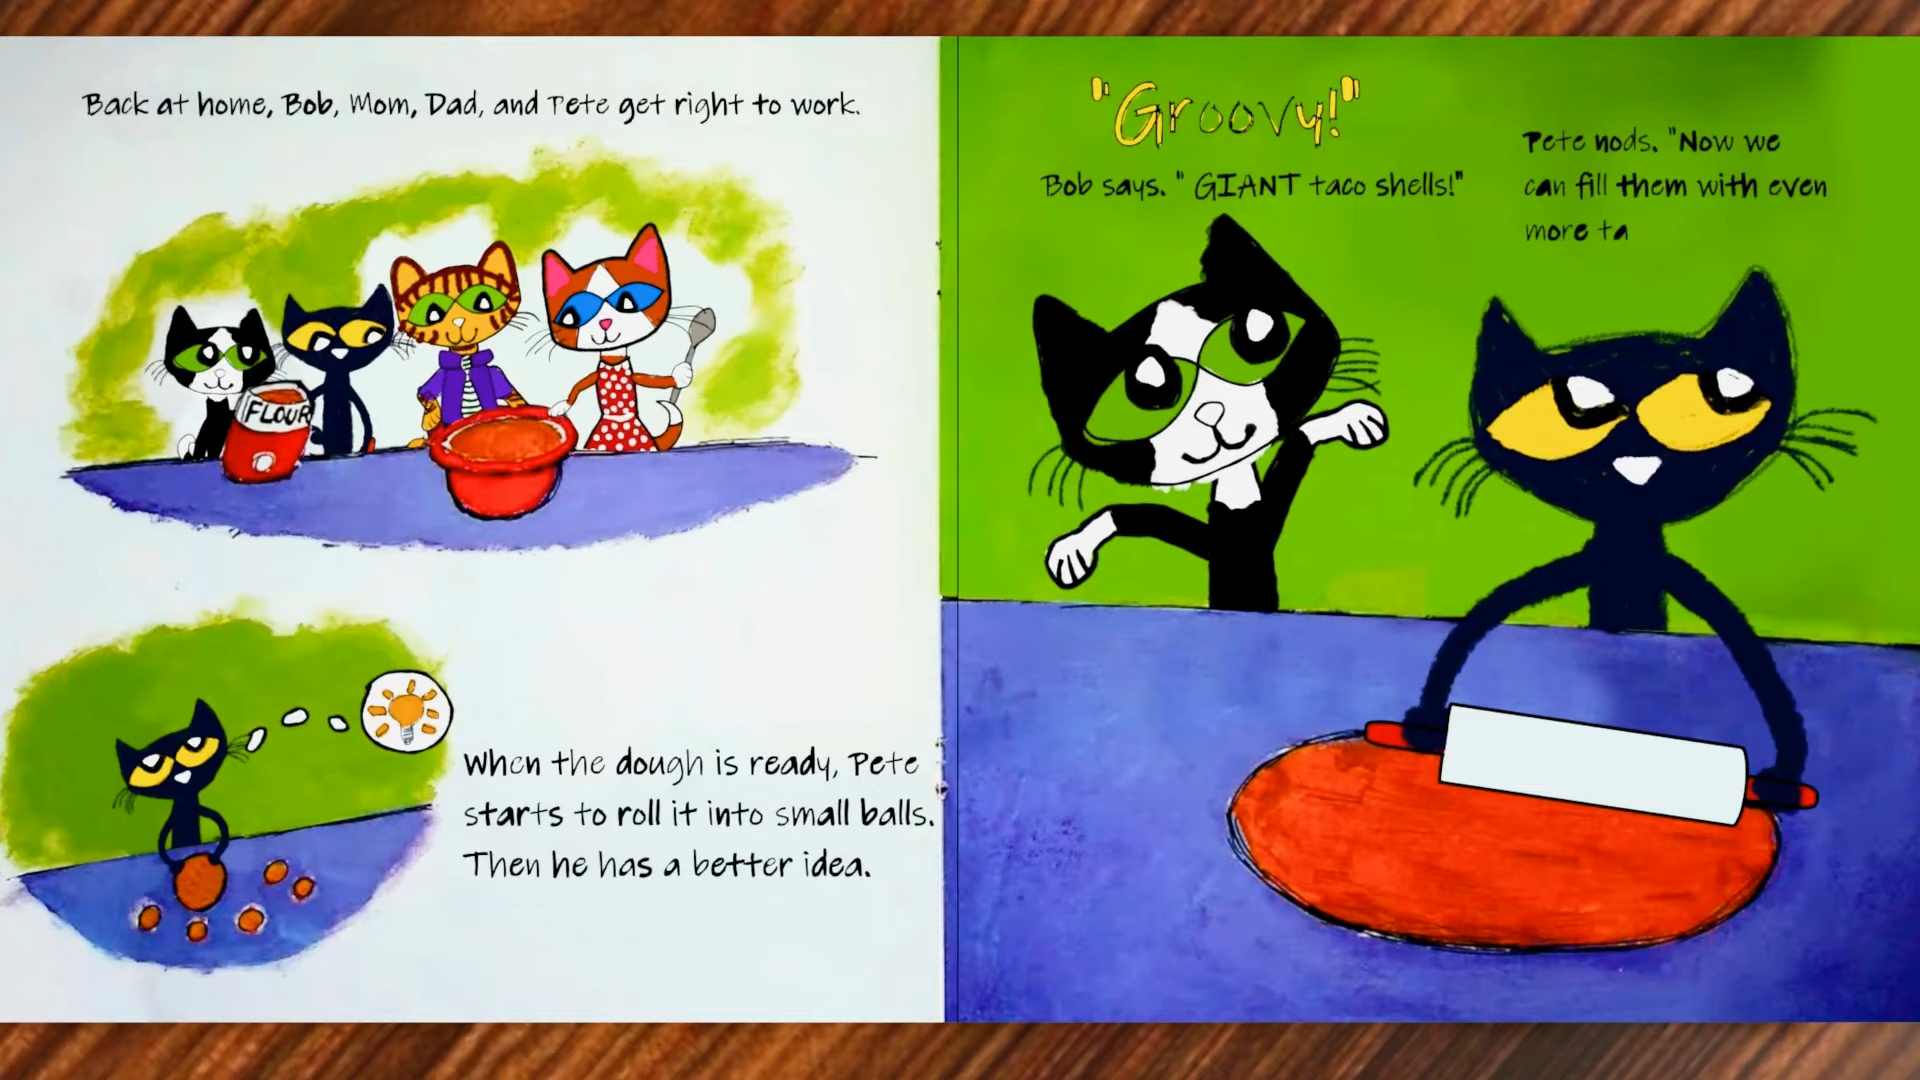 Back at home, Bob, Mom, Dad, and Pete get right to work.
FLOUR
When the dough is ready, Pete
starts to roll it into small balls.
Then he has a better idea.
"Groovy!"
Bob says. " GIANT taco shells!"
Pete nods. "Now we
can fill them with even
more ta